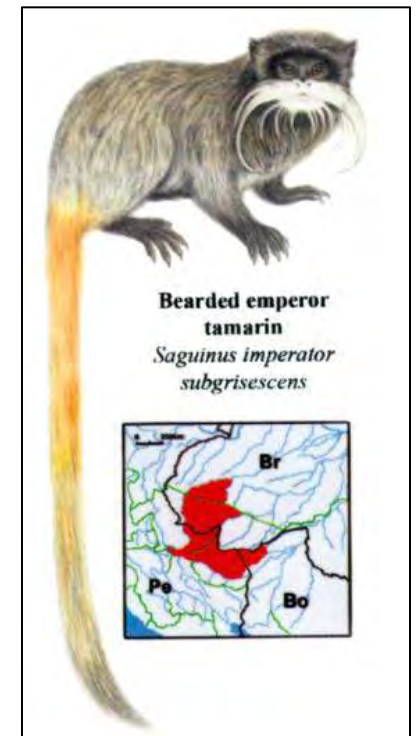 Bearded emperor
tamarin
Saguinus imperator
subgrisescens
Br
Pe
Bo